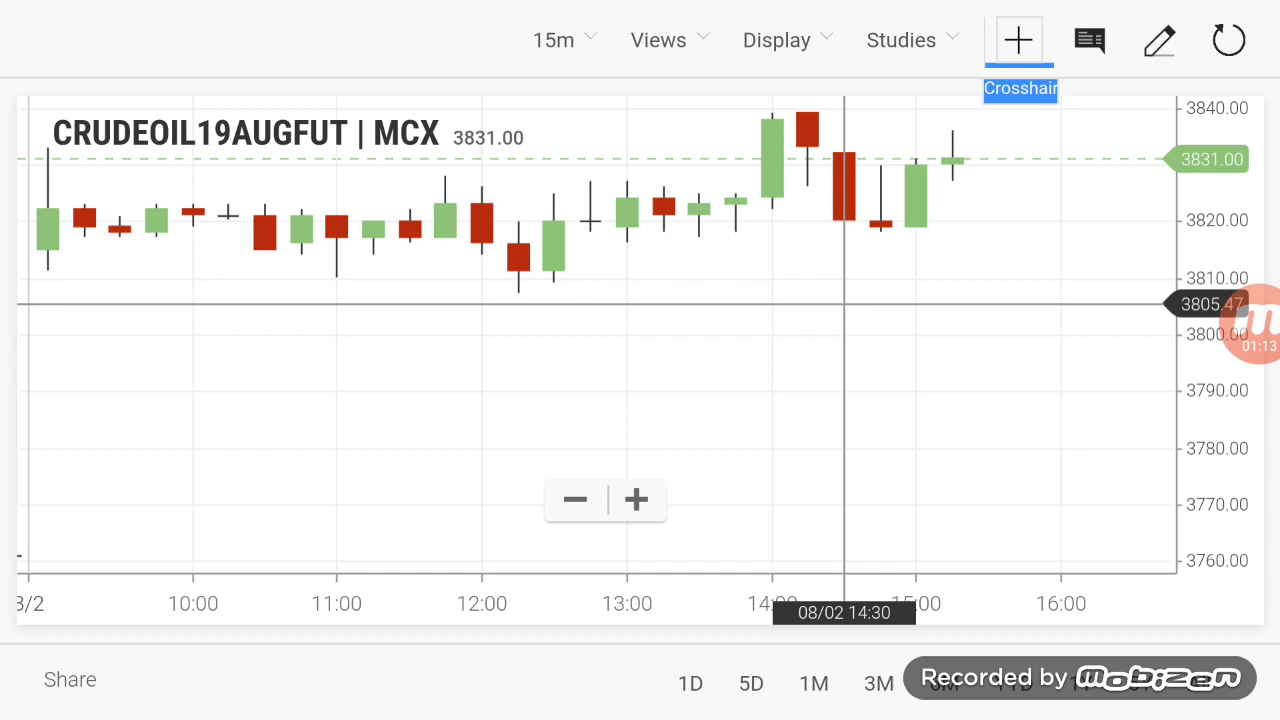 15m Views Display Studies
Crosshair
CRUDEOIL19AUGFUT | MCX 3831.00
3840.00
3831.00
3820.00
3810.00
3805.47
3800.00
01:13
3790.00
3780.00
3770.00
3760.00
10:00 11:00 12:00 13:00 16:00
08/02 14:30
Share 1D 5D 1M 3M
Recorded by mobizen